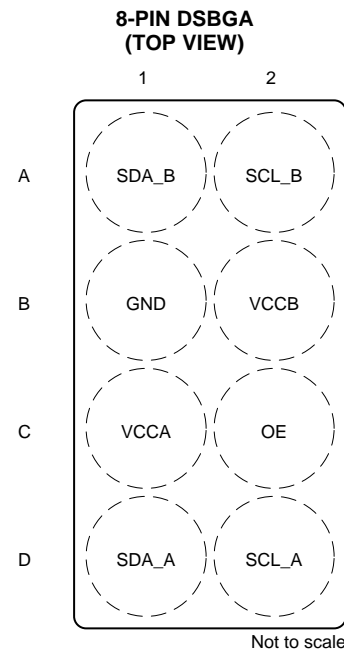 8-PIN DSBGA
(TOP VIEW)
1 2
A SDA_B SCL_B
B GND VCCB
C VCCA OE
D SDA_A SCL_A
Not to scale